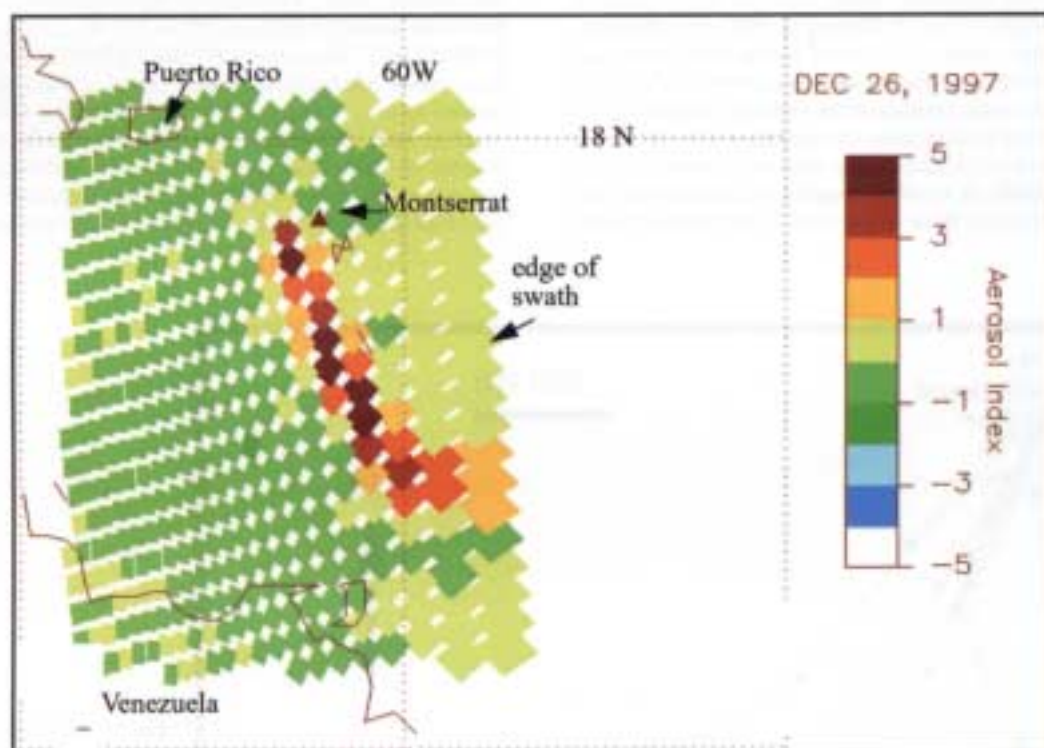 Puerto Rico
60W
DEC 26, 1997
18 N
5
Montserrat
3
edge of
swath
1
Aerosol Index
-1
-3
-5
Venezuela